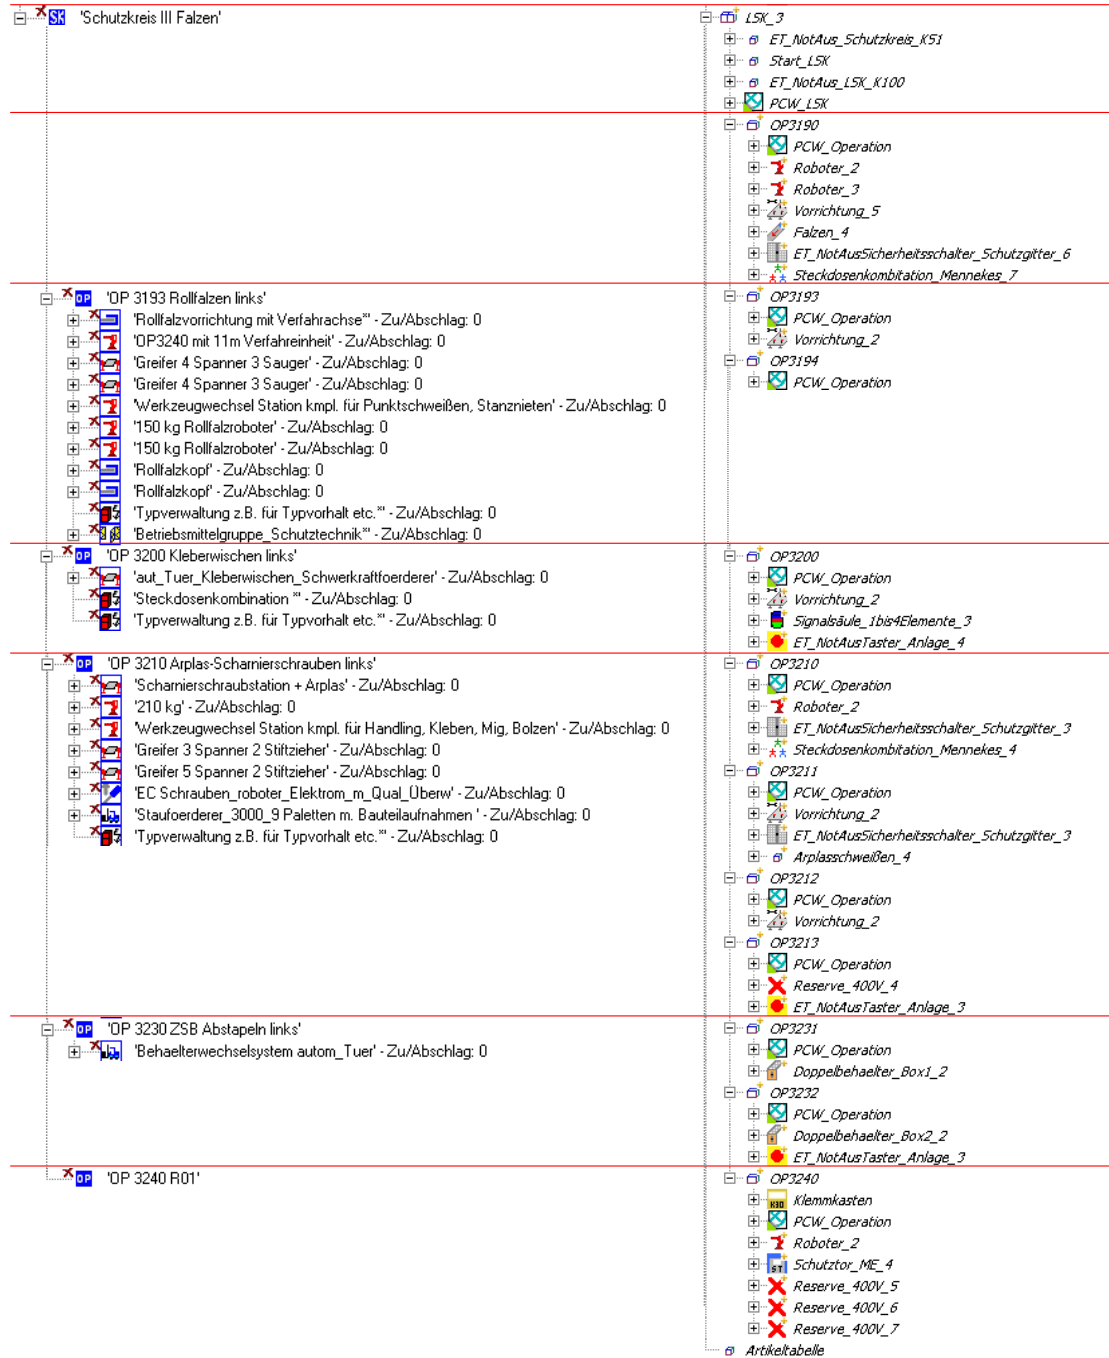 SK 'Schutzkreis III Falzen'
LSK_3
ET_NotAus_Schutzkreis_K51
Start_LSK
ET_NotAus_LSK_K100
PCW_LSK
OP3190
PCW_Operation
Roboter_2
Roboter_3
Vorrichtung_5
Falzen_4
ET_NotAusSicherheitsschalter_Schutzgitter_6
Steckdosenkombitation_Mennekes_7
OP 'OP 3193 Rollfalzen links'
'Rollfalzvorrichtung mit Verfahrachse'" - Zu/Abschlag: 0
'OP3240 mit 11m Verfahreinheit' - Zu/Abschlag: 0
'Greifer 4 Spanner 3 Sauger' - Zu/Abschlag: 0
'Greifer 4 Spanner 3 Sauger' - Zu/Abschlag: 0
'Werkzeugwechsel Station kmpl. für Punktschweißen, Stanznieten' - Zu/Abschlag: 0
'150 kg Rollfalzroboter' - Zu/Abschlag: 0
'150 kg Rollfalzroboter' - Zu/Abschlag: 0
'Rollfalzkopf' - Zu/Abschlag: 0
'Rollfalzkopf' - Zu/Abschlag: 0
'Typverwaltung z.B. für Typvorhalt etc.'" - Zu/Abschlag: 0
'Betriebsmittelgruppe_Schutztechnik'" - Zu/Abschlag: 0
OP3193
PCW_Operation
Vorrichtung_2
OP3194
PCW_Operation
OP 'OP 3200 Kleberwischen links'
'aut_Tuer_Kleberwischen_Schwerkraftfoerderer' - Zu/Abschlag: 0
'Steckdosenkombination '" - Zu/Abschlag: 0
'Typverwaltung z.B. für Typvorhalt etc.'" - Zu/Abschlag: 0
OP3200
PCW_Operation
Vorrichtung_2
Signalsäule_1bis4Elemente_3
ET_NotAusTaster_Anlage_4
OP 'OP 3210 Arplas-Scharnierschrauben links'
'Scharnierschraubstation + Arplas' - Zu/Abschlag: 0
'210 kg' - Zu/Abschlag: 0
'Werkzeugwechsel Station kmpl. für Handling, Kleben, Mig, Bolzen' - Zu/Abschlag: 0
'Greifer 3 Spanner 2 Stiftzieher' - Zu/Abschlag: 0
'Greifer 5 Spanner 2 Stiftzieher' - Zu/Abschlag: 0
'EC Schrauben_roboter_Elektrom_m_Qual_Überw' - Zu/Abschlag: 0
'Staufoerderer_3000_9 Paletten m. Bauteilaufnahmen ' - Zu/Abschlag: 0
'Typverwaltung z.B. für Typvorhalt etc.'" - Zu/Abschlag: 0
OP3210
PCW_Operation
Roboter_2
ET_NotAusSicherheitsschalter_Schutzgitter_3
Steckdosenkombitation_Mennekes_4
OP3211
PCW_Operation
Vorrichtung_2
ET_NotAusSicherheitsschalter_Schutzgitter_3
Arplasschweißen_4
OP3212
PCW_Operation
Vorrichtung_2
OP3213
PCW_Operation
Reserve_400V_4
ET_NotAusTaster_Anlage_3
OP 'OP 3230 ZSB Abstapeln links'
'Behaelterwechselsystem autom_Tuer' - Zu/Abschlag: 0
OP3231
PCW_Operation
Doppelbehaelter_Box1_2
OP3232
PCW_Operation
Doppelbehaelter_Box2_2
ET_NotAusTaster_Anlage_3
OP 'OP 3240 R01'
OP3240
Klemmkasten
PCW_Operation
Roboter_2
ST Schutztor_ME_4
Reserve_400V_5
Reserve_400V_6
Reserve_400V_7
Artikeltabelle